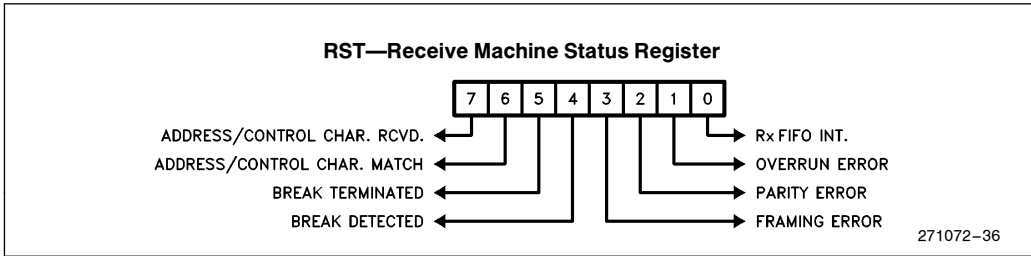 RST—Receive Machine Status Register
7 6 5 4 3 2 1 0
ADDRESS/CONTROL CHAR. RCVD. Rx FIFO INT.
ADDRESS/CONTROL CHAR. MATCH OVERRUN ERROR
BREAK TERMINATED PARITY ERROR
BREAK DETECTED FRAMING ERROR
271072–36